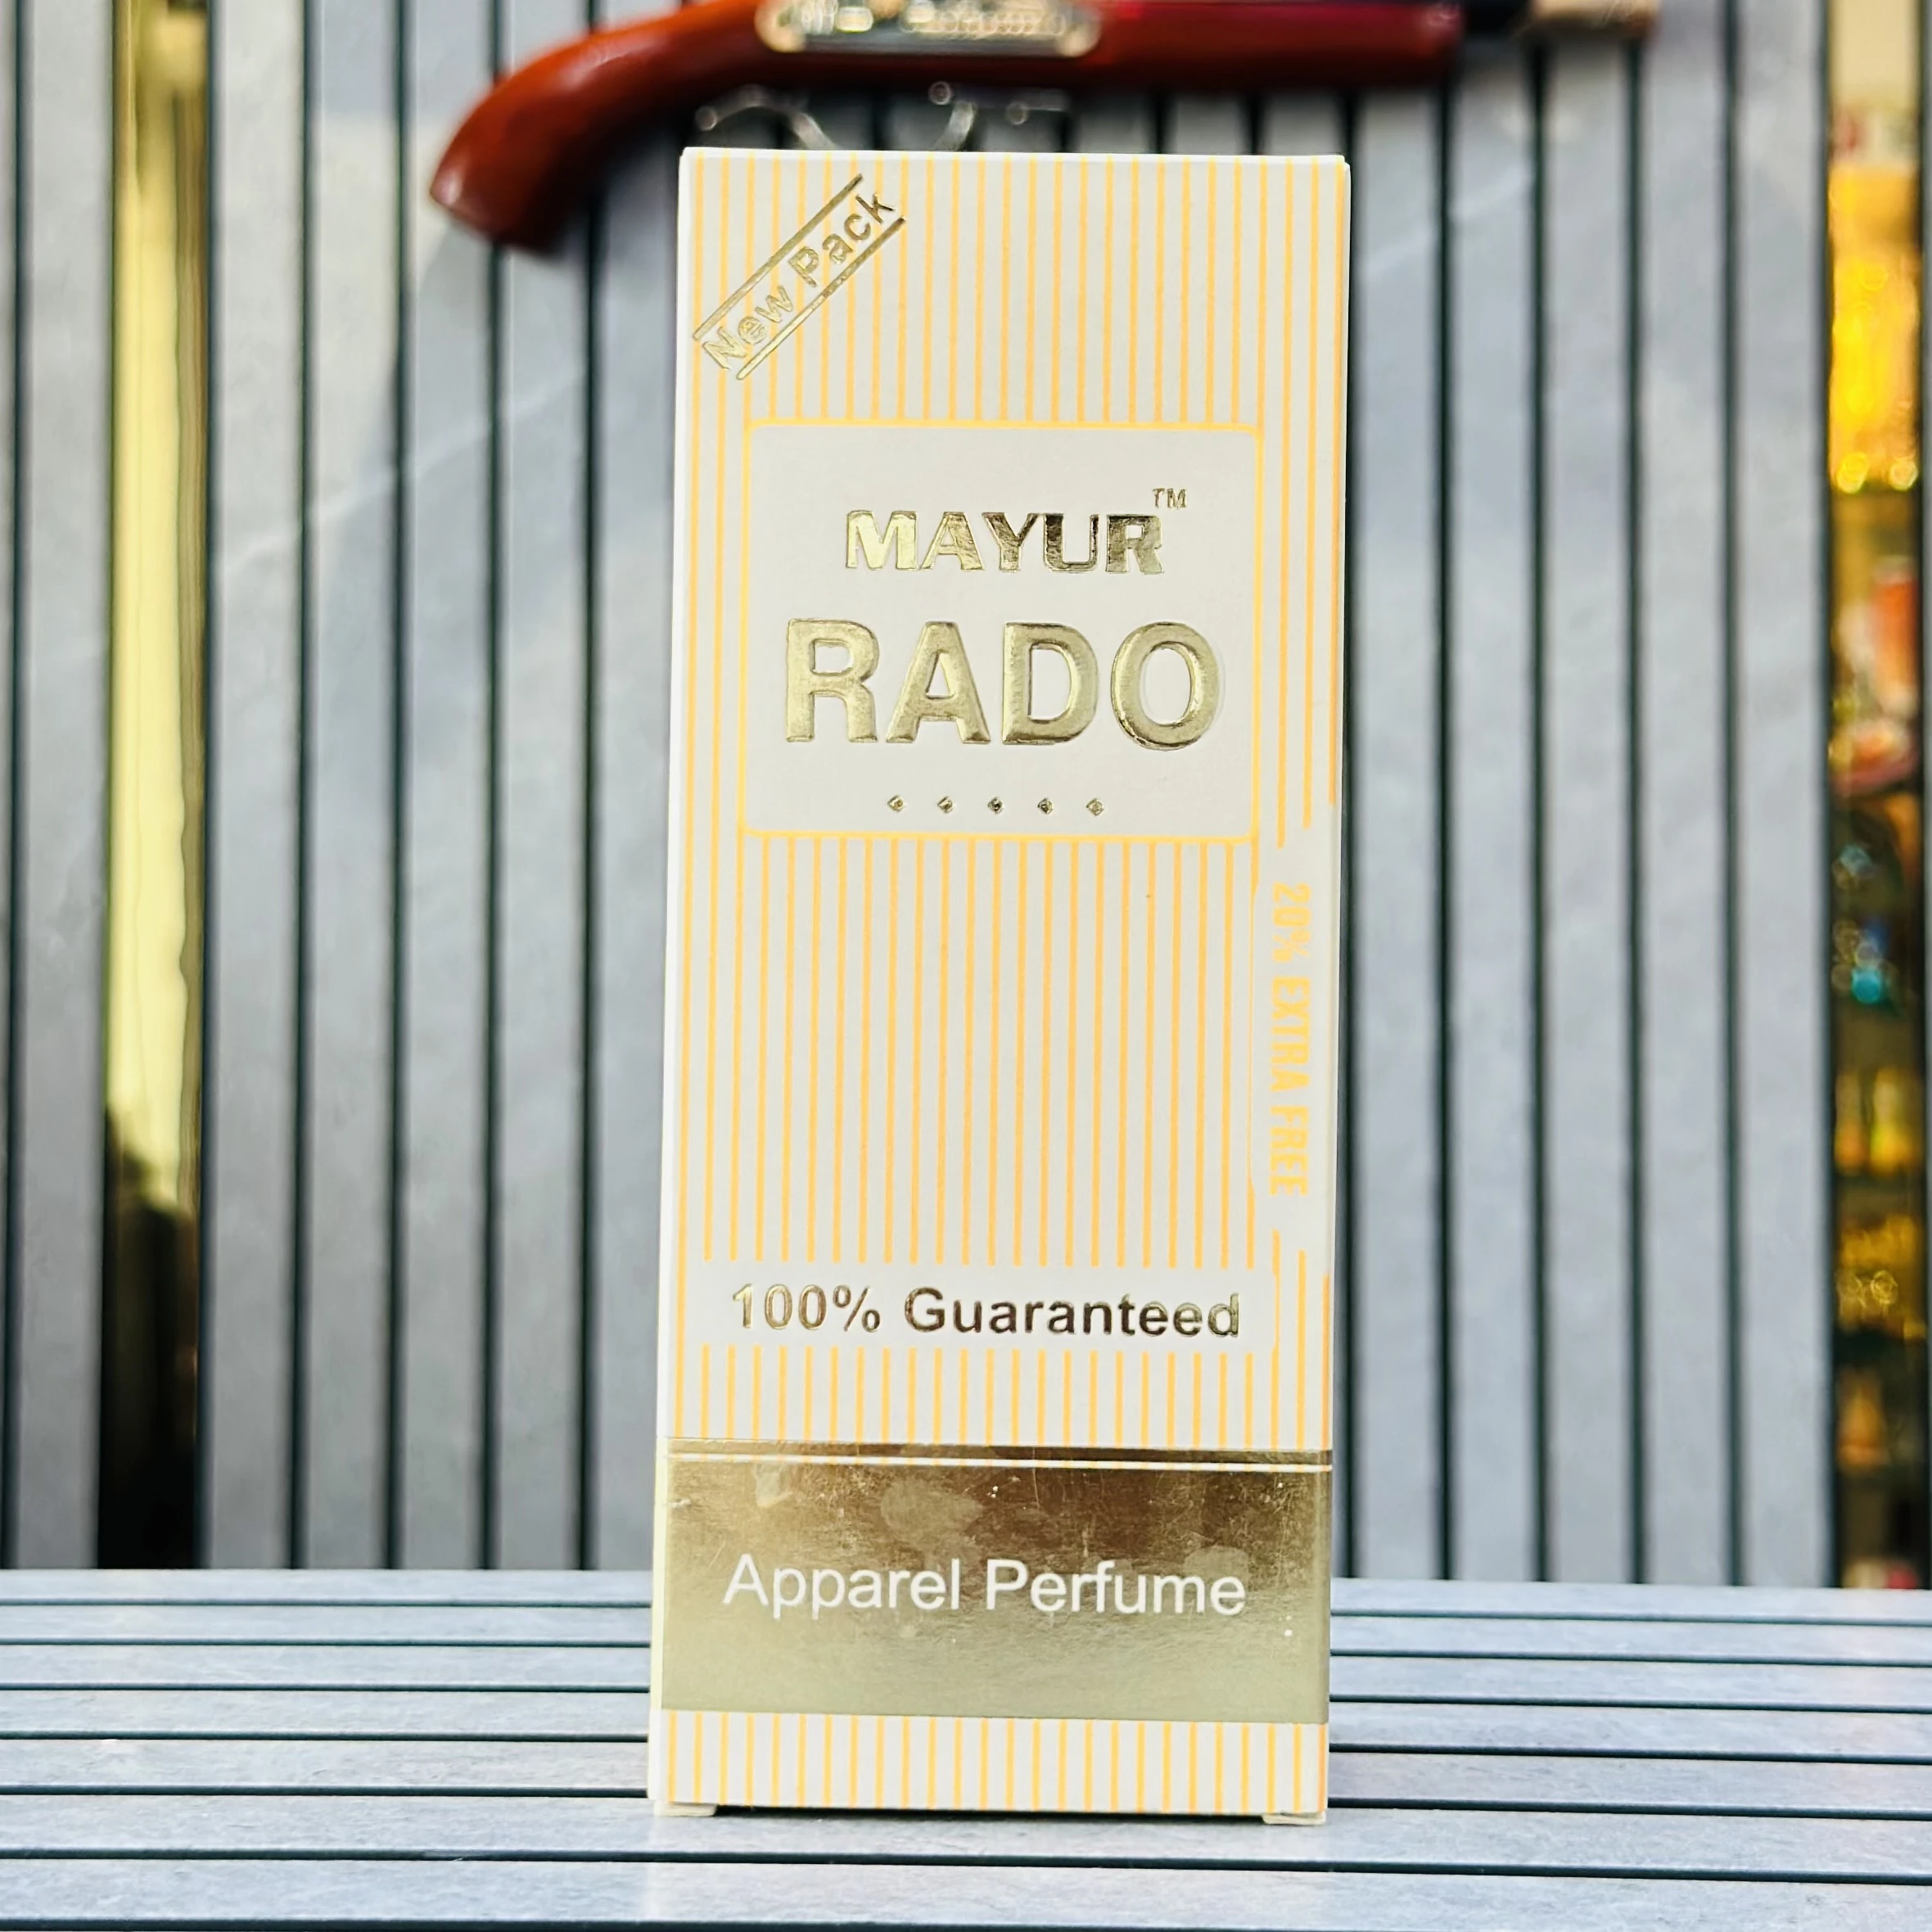 New Pack
MAYUR™
RADO
20% EXTRA FREE
100% Guaranteed
Apparel Perfume